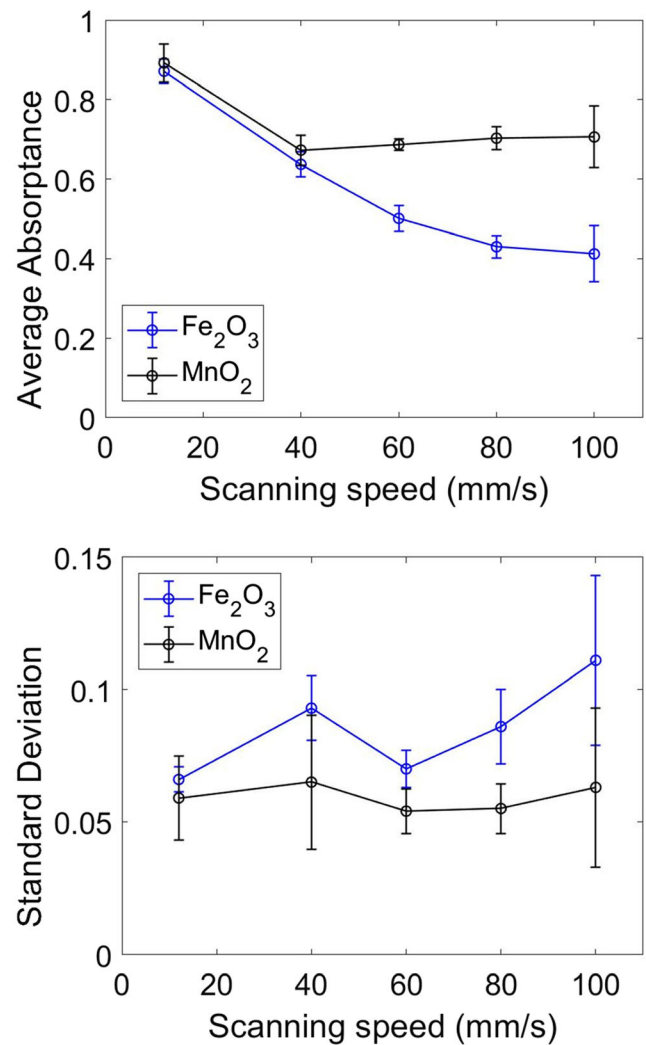 1
0.8
0.6
0.4
0.2
0
Average Absorptance
Fe₂O₃
MnO₂
0 20 40 60 80 100
Scanning speed (mm/s)
0.15
0.1
0.05
0
Standard Deviation
Fe₂O₃
MnO₂
0 20 40 60 80 100
Scanning speed (mm/s)